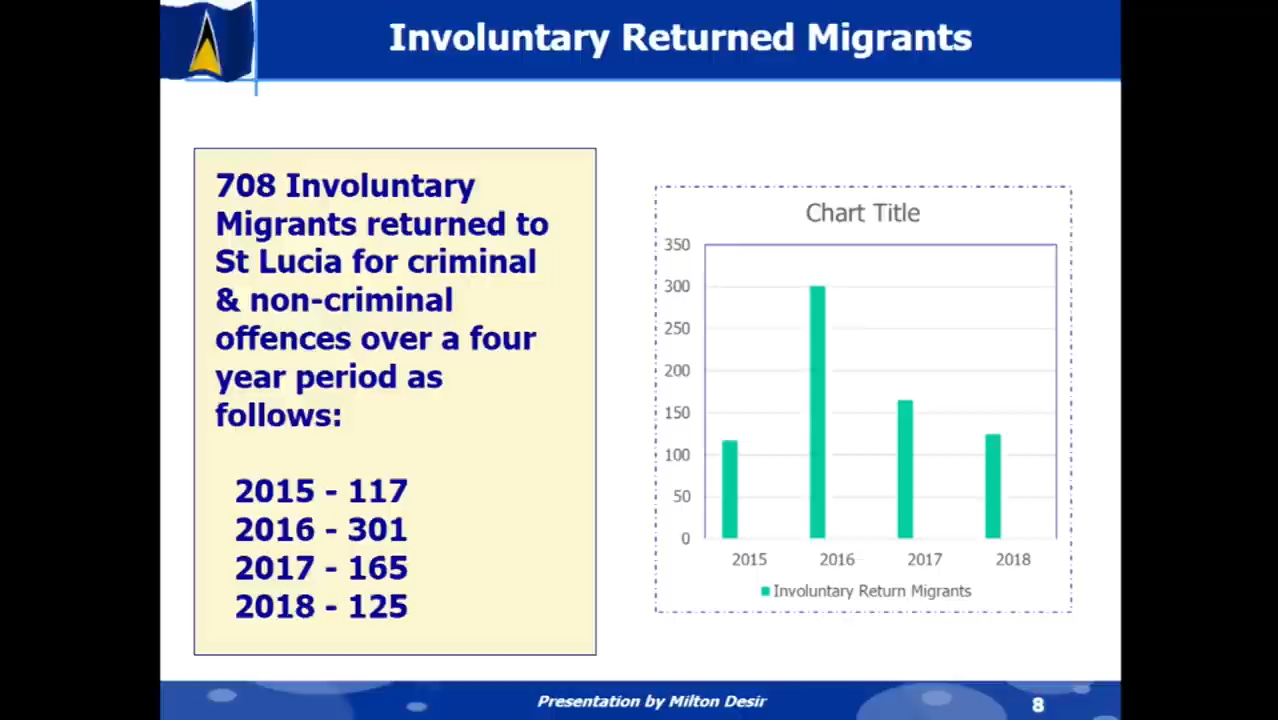 Involuntary Returned Migrants
708 Involuntary
Migrants returned to
St Lucia for criminal
& non-criminal
offences over a four
year period as
follows:
2015 - 117
2016 - 301
2017 - 165
2018 - 125
Chart Title
350
300
250
200
150
100
50
0
2015 2016 2017 2018
Involuntary Return Migrants
Presentation by Milton Desir
8